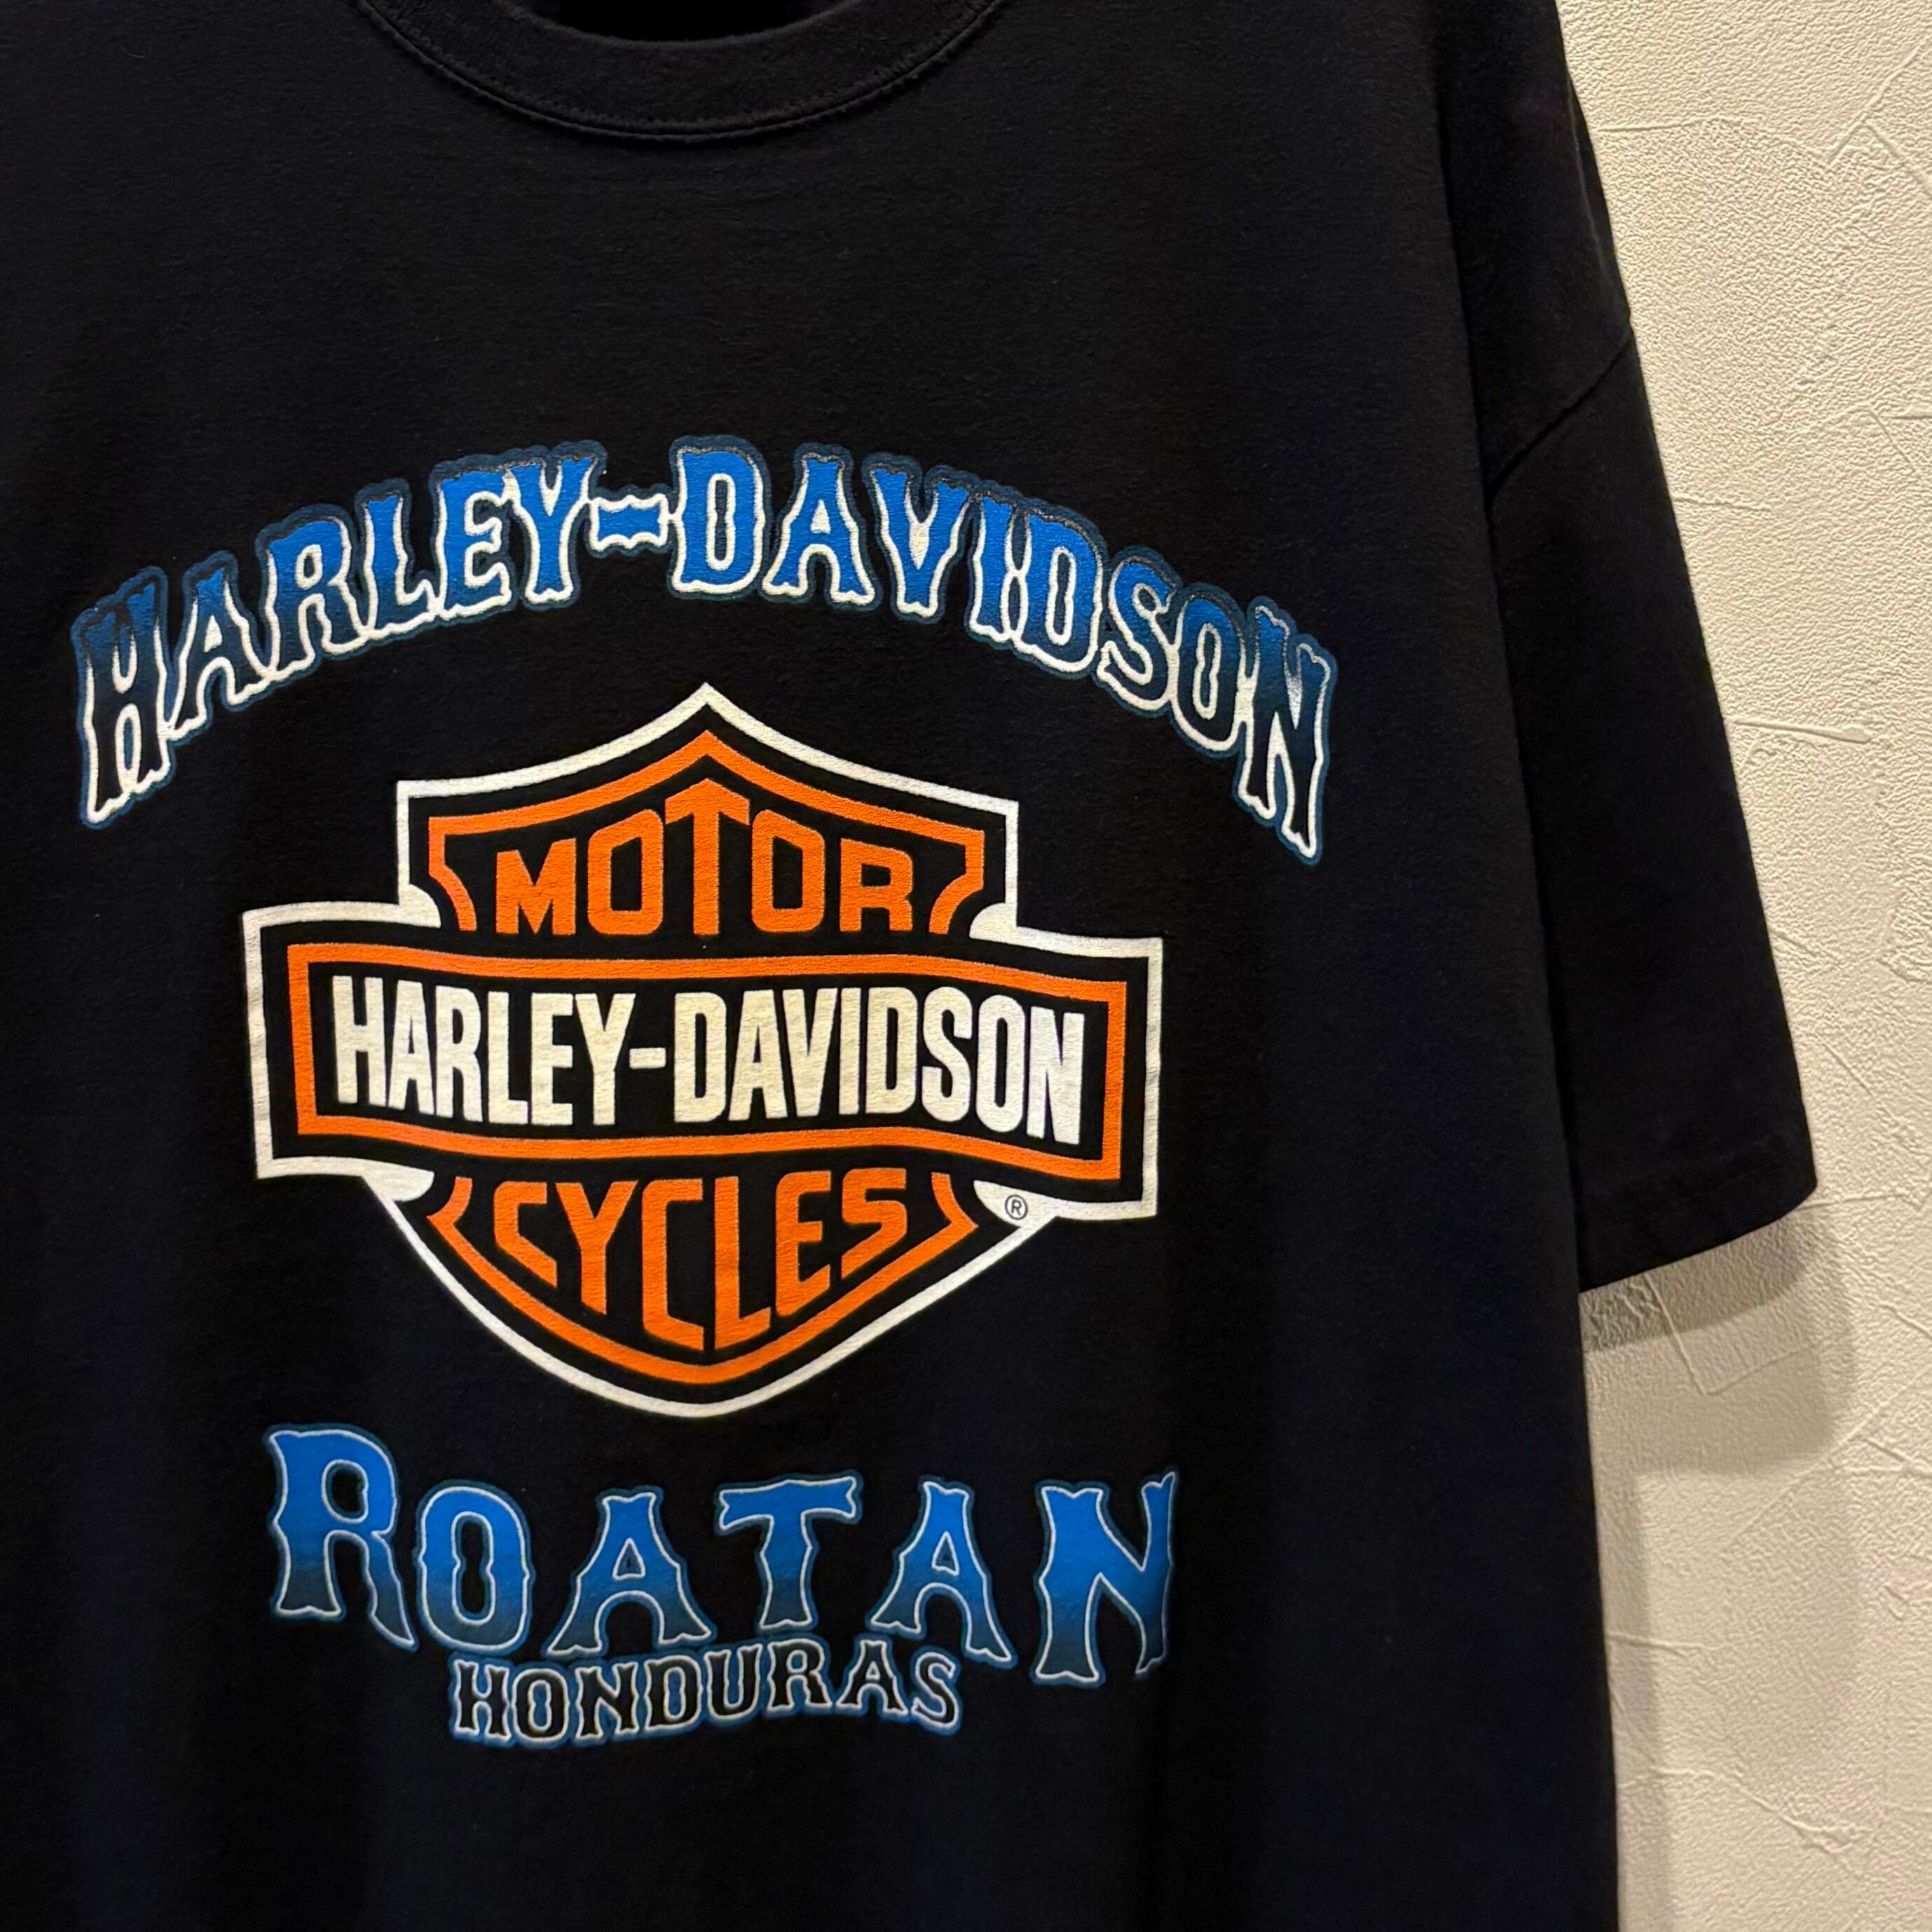 HARLEY-DAVIDSON
MOTOR
HARLEY-DAVIDSON
CYCLES
®
ROATAN
HONDURAS